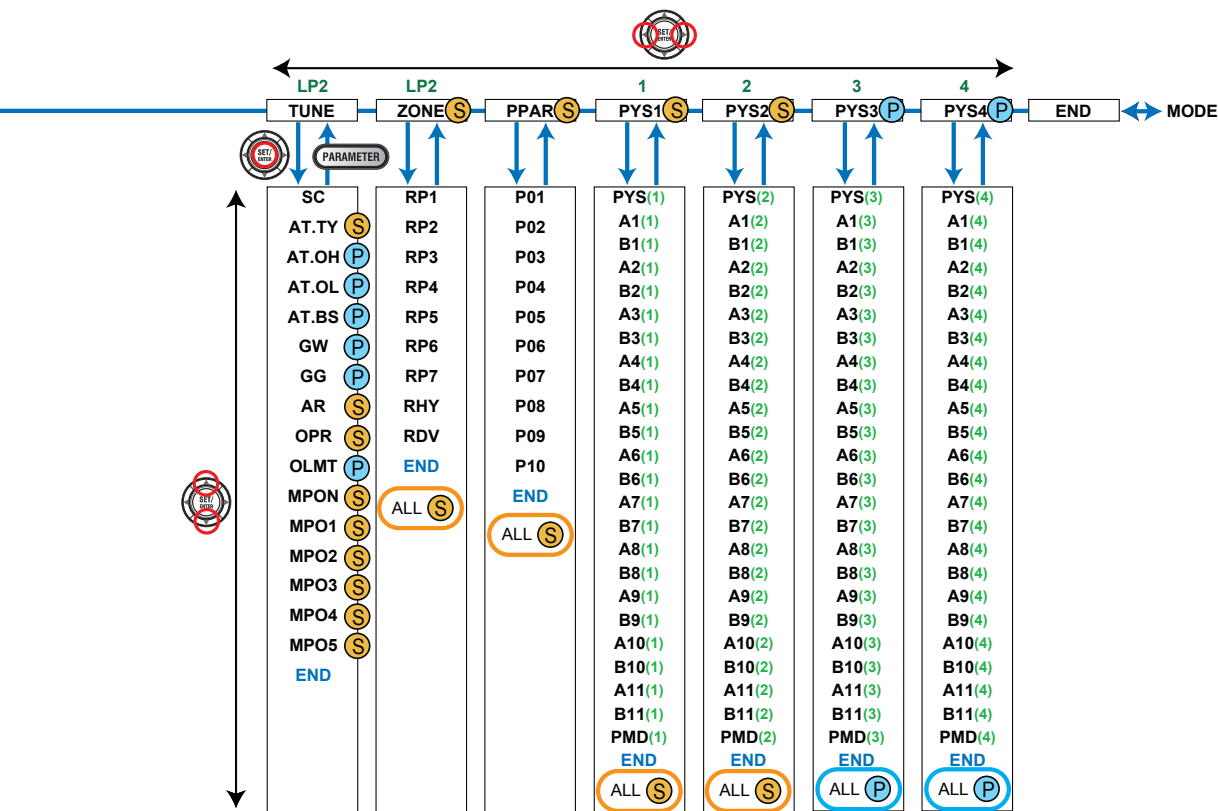 SET/ ENTER
LP2 LP2 1 2 3 4
TUNE ZONE S PPAR S PYS1 S PYS2 S PYS3 P PYS4 P END MODE
SET/ ENTER PARAMETER
SC RP1 P01 PYS(1) PYS(2) PYS(3) PYS(4)
AT.TY S RP2 P02 A1(1) A1(2) A1(3) A1(4)
B1(1) B1(2) B1(3) B1(4)
AT.OH P RP3 P03 A2(1) A2(2) A2(3) A2(4)
AT.OL P RP4 P04 B2(1) B2(2) B2(3) B2(4)
AT.BS P RP5 P05 A3(1) A3(2) A3(3) A3(4)
B3(1) B3(2) B3(3) B3(4)
GW P RP6 P06 A4(1) A4(2) A4(3) A4(4)
GG P RP7 P07 B4(1) B4(2) B4(3) B4(4)
AR S RHY P08 A5(1) A5(2) A5(3) A5(4)
OPR S RDV P09 B5(1) B5(2) B5(3) B5(4)
A6(1) A6(2) A6(3) A6(4)
OLMT P END P10 B6(1) B6(2) B6(3) B6(4)
SET/ ENTER
MPON S ALL S END A7(1) A7(2) A7(3) A7(4)
MPO1 S ALL S B7(1) B7(2) B7(3) B7(4)
MPO2 S A8(1) A8(2) A8(3) A8(4)
B8(1) B8(2) B8(3) B8(4)
MPO3 S A9(1) A9(2) A9(3) A9(4)
MPO4 S B9(1) B9(2) B9(3) B9(4)
MPO5 S A10(1) A10(2) A10(3) A10(4)
END B10(1) B10(2) B10(3) B10(4)
A11(1) A11(2) A11(3) A11(4)
B11(1) B11(2) B11(3) B11(4)
PMD(1) PMD(2) PMD(3) PMD(4)
END END END END
ALL S ALL S ALL P ALL P